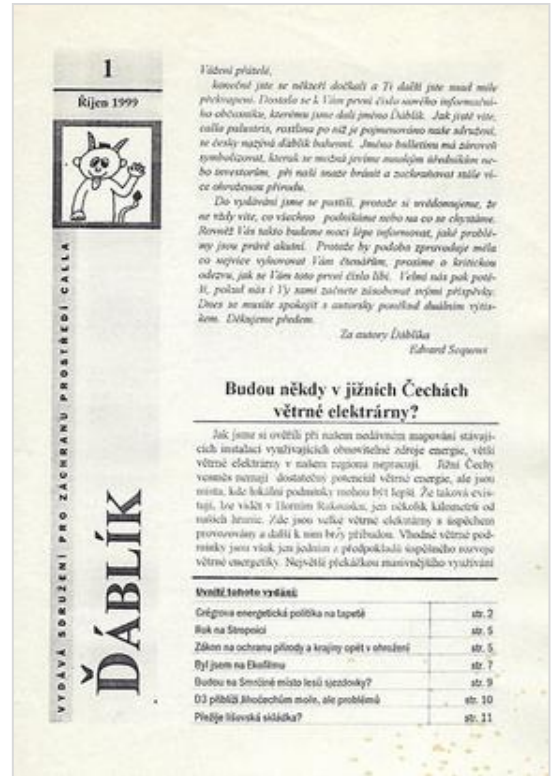 1
Říjen 1999
VYDÁVÁ SDRUŽENÍ PRO ZÁCHRANU PROSTŘEDÍ CALLA
ĎÁBLÍK
Vážení přátelé,
konečně jste se někteří dočkali a Ti další jste snad mile
překvapeni. Dostalo se k Vám první číslo nového informační-
ho občasníku, kterému jsme dali jméno Ďáblík. Jak jistě víte,
calla palustris, rostlina po níž je pojmenováno naše sdružení,
se česky nazývá ďáblík bahenní. Jméno bulletinu má zároveň
symbolizovat, kterak se možná jevíme mnohým úředníkům ne-
bo investorům, při naší snaze bránit a zachraňovat stále ví-
ce ohroženou přírodu.
Do vydávání jsme se pustili, protože si uvědomujeme, že
ne vždy víte, co všechno podnikáme nebo na co se chystáme.
Rovněž Vás takto budeme moci lépe informovat, jaké problé-
my jsou právě akutní. Protože by podoba zpravodaje měla
co nejvíce vyhovovat Vám čtenářům, prosíme o kritickou
odezvu, jak se Vám toto první číslo líbí. Velmi nás pak potě-
ší, pokud nás i Vy sami začnete zásobovat svými příspěvky.
Dnes se musíte spokojit s autorsky poněkud duálním výtis-
kem. Děkujeme předem.
Za autory Ďáblíka
Edvard Sequens
Budou někdy v jižních Čechách
větrné elektrárny?
Jak jsme si ověřili při našem nedávném mapování stávají-
cích instalací využívajících obnovitelné zdroje energie, větší
větrné elektrárny v našem regionu nepracují. Jižní Čechy
vesměs nemají dostatečný potenciál větrné energie, ale jsou
místa, kde lokální podmínky mohou být lepší. Že taková exis-
tují, lze vidět v Horním Rakousku, jen několik kilometrů od
našich hranic. Zde jsou velké větrné elektrárny s úspěchem
provozovány a další k nim brzy přibudou. Vhodné větrné pod-
mínky jsou však jen jedním z předpokladů úspěšného rozvoje
větrné energetiky. Největší překážkou masivnějšího využívání
Uvnitř tohoto vydání:
Grégrova energetická politika na tapetě str. 2
Rok na Stropnici str. 5
Zákon na ochranu přírody a krajiny opět v ohrožení str. 5
Byl jsem na Ekofilmu str. 7
Budou na Smrčině místo lesů sjezdovky? str. 9
D3 přiblíží Jihočechům moře, ale problémů str. 10
Přežije lišovská skládka? str. 11